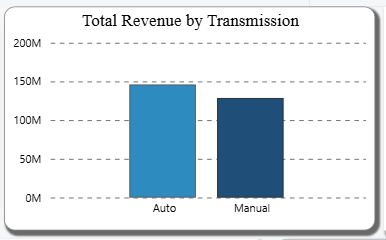 Total Revenue by Transmission
200M
150M
100M
50M
0M
Auto Manual